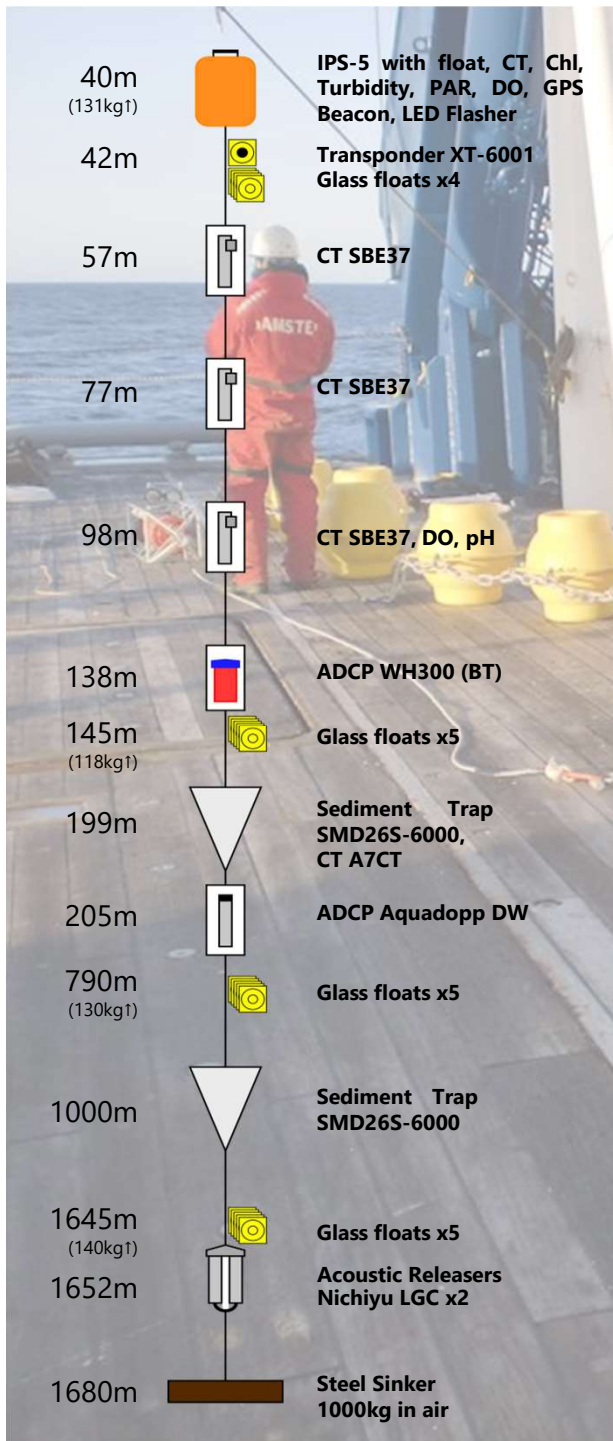 40m
(131kg↑)
IPS-5 with float, CT, Chl,
Turbidity, PAR, DO, GPS
Beacon, LED Flasher
42m
Transponder XT-6001
Glass floats x4
57m
CT SBE37
AMSTE
77m
CT SBE37
98m
CT SBE37, DO, pH
138m
ADCP WH300 (BT)
145m
(118kg↑)
Glass floats x5
199m
Sediment Trap
SMD26S-6000,
CT A7CT
205m
ADCP Aquadopp DW
790m
(130kg↑)
Glass floats x5
1000m
Sediment Trap
SMD26S-6000
1645m
(140kg↑)
Glass floats x5
1652m
Acoustic Releasers
Nichiyu LGC x2
1680m
Steel Sinker
1000kg in air